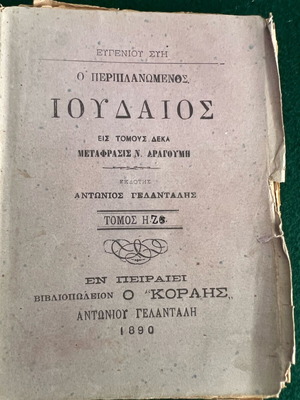 ΕΥΓΕΝΙΟΥ ΣΥΗ
Ο ΠΕΡΙΠΛΑΝΩΜΕΝΟΣ
ΙΟΥΔΑΙΟΣ
ΕΙΣ ΤΟΜΟΥΣ ΔΕΚΑ
ΜΕΤΑΦΡΑΣΙΣ Ν. ΔΡΑΓΟΥΜΗ
ΕΚΔΟΤΗΣ
ΑΝΤΩΝΙΟΣ ΓΕΛΑΝΤΑΛΗΣ
ΤΟΜΟΣ
ΕΝ ΠΕΙΡΑΙΕΙ
ΒΙΒΛΙΟΠΩΛΕΙΟΝ Ο "ΚΟΡΑΗΣ„
ΑΝΤΩΝΙΟΥ ΓΕΛΑΝΤΑΛΗ
1890